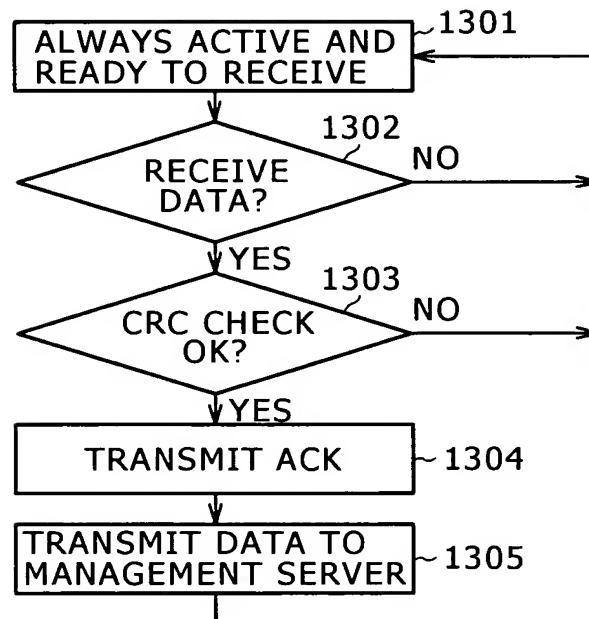 ALWAYS ACTIVE AND
READY TO RECEIVE
1301
RECEIVE
DATA?
1302
NO
YES
CRC CHECK
OK?
1303
NO
YES
TRANSMIT ACK
1304
TRANSMIT DATA TO
MANAGEMENT SERVER
1305